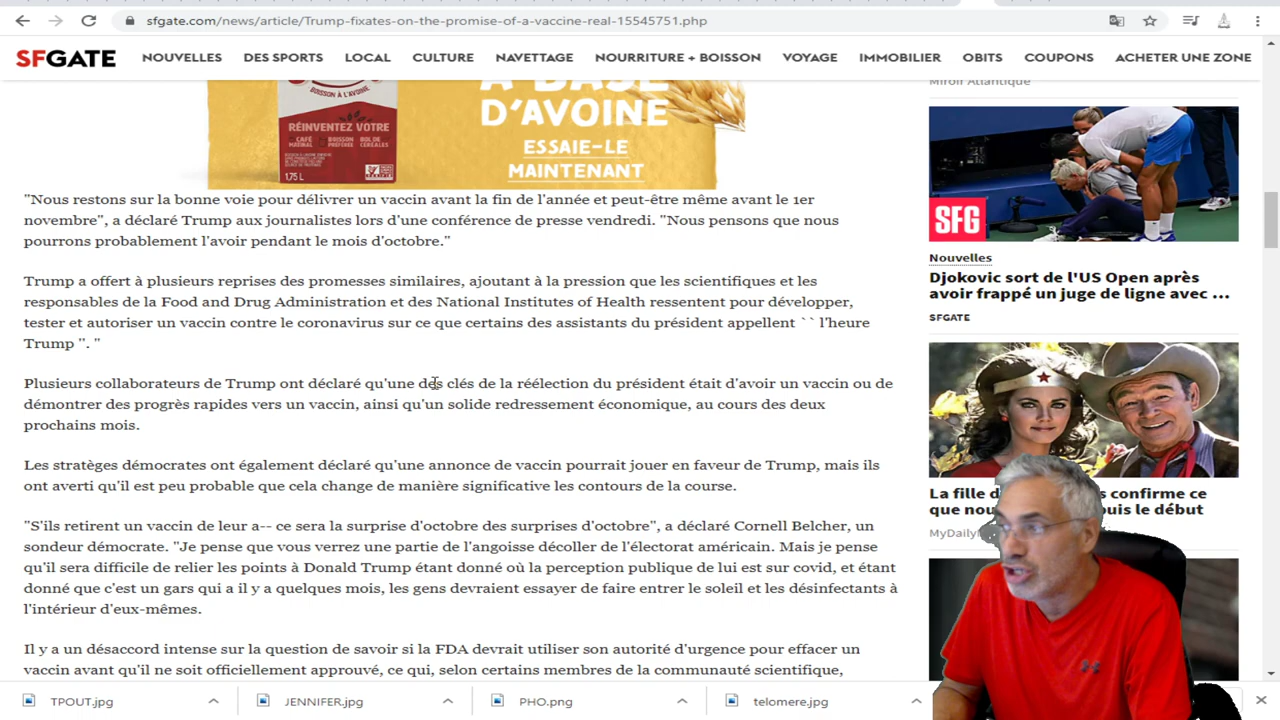 sfgate.com/news/article/Trump-fixates-on-the-promise-of-a-vaccine-real-15545751.php
SFGATE NOUVELLES DES SPORTS LOCAL CULTURE NAVETTAGE NOURRITURE + BOISSON VOYAGE IMMOBILIER OBITS COUPONS ACHETER UNE ZONE
BOISSON À L'AVOINE
RÉINVENTEZ VOTRE
CAFÉ MATINAL BOISSON PRÉFÉRÉE BOL DE CÉRÉALES
1,75 L
À BASE
D'AVOINE
ESSAIE-LE
MAINTENANT
"Nous restons sur la bonne voie pour délivrer un vaccin avant la fin de l'année et peut-être même avant le 1er
novembre", a déclaré Trump aux journalistes lors d'une conférence de presse vendredi. "Nous pensons que nous
pourrons probablement l'avoir pendant le mois d'octobre."
Trump a offert à plusieurs reprises des promesses similaires, ajoutant à la pression que les scientifiques et les
responsables de la Food and Drug Administration et des National Institutes of Health ressentent pour développer,
tester et autoriser un vaccin contre le coronavirus sur ce que certains des assistants du président appellent `` l'heure
Trump ''. "
Plusieurs collaborateurs de Trump ont déclaré qu'une des clés de la réélection du président était d'avoir un vaccin ou de
démontrer des progrès rapides vers un vaccin, ainsi qu'un solide redressement économique, au cours des deux
prochains mois.
Les stratèges démocrates ont également déclaré qu'une annonce de vaccin pourrait jouer en faveur de Trump, mais ils
ont averti qu'il est peu probable que cela change de manière significative les contours de la course.
"S'ils retirent un vaccin de leur a-- ce sera la surprise d'octobre des surprises d'octobre", a déclaré Cornell Belcher, un
sondeur démocrate. "Je pense que vous verrez une partie de l'angoisse décoller de l'électorat américain. Mais je pense
qu'il sera difficile de relier les points à Donald Trump étant donné où la perception publique de lui est sur covid, et étant
donné que c'est un gars qui a il y a quelques mois, les gens devraient essayer de faire entrer le soleil et les désinfectants à
l'intérieur d'eux-mêmes.
Il y a un désaccord intense sur la question de savoir si la FDA devrait utiliser son autorité d'urgence pour effacer un
vaccin avant qu'il ne soit officiellement approuvé, ce qui, selon certains membres de la communauté scientifique,
Miroir Atlantique
SFG
Nouvelles
Djokovic sort de l'US Open après
avoir frappé un juge de ligne avec ...
SFGATE
La fille confirme ce
que le début
TPOUT.jpg
JENNIFER.jpg
PHO.png
telomere.jpg